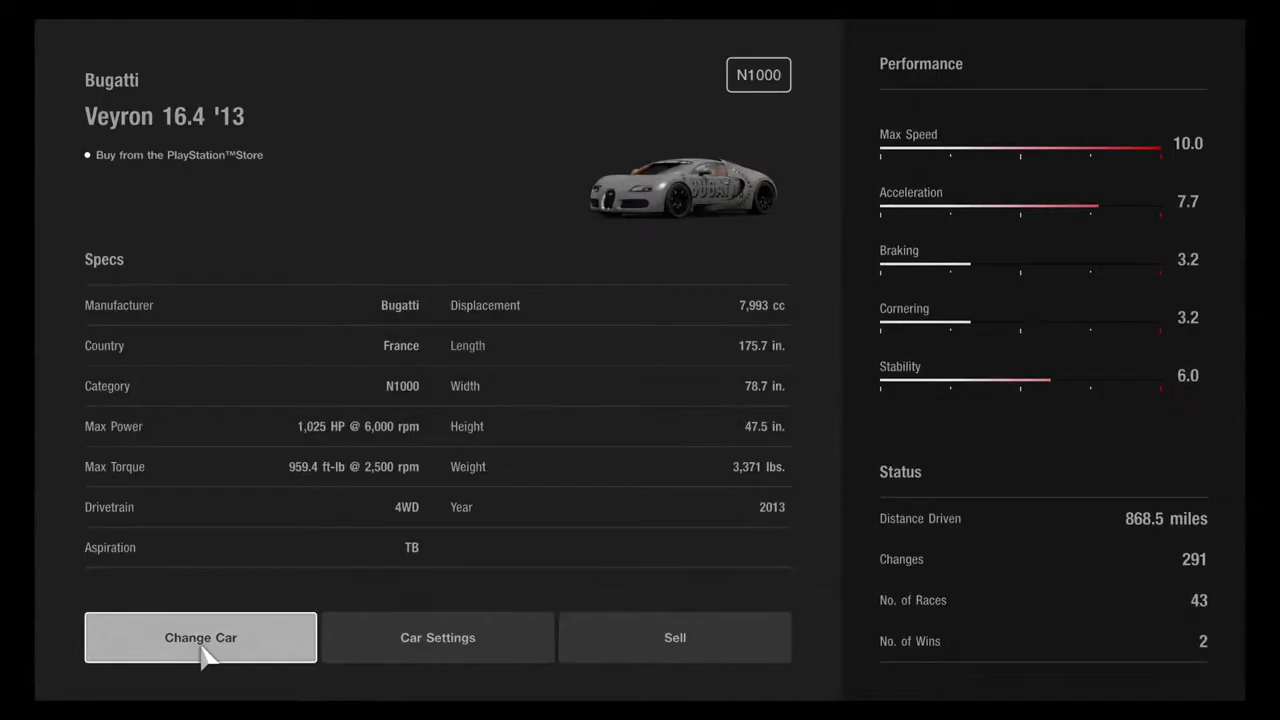 Bugatti
Veyron 16.4 '13
Buy from the PlayStation™Store
N1000
BUGATTI
Specs
Manufacturer Bugatti Displacement 7,993 cc
Country France Length 175.7 in.
Category N1000 Width 78.7 in.
Max Power 1,025 HP @ 6,000 rpm Height 47.5 in.
Max Torque 959.4 ft-lb @ 2,500 rpm Weight 3,371 lbs.
Drivetrain 4WD Year 2013
Aspiration TB
Change Car Car Settings Sell
Performance
Max Speed 10.0
Acceleration 7.7
Braking 3.2
Cornering 3.2
Stability 6.0
Status
Distance Driven 868.5 miles
Changes 291
No. of Races 43
No. of Wins 2